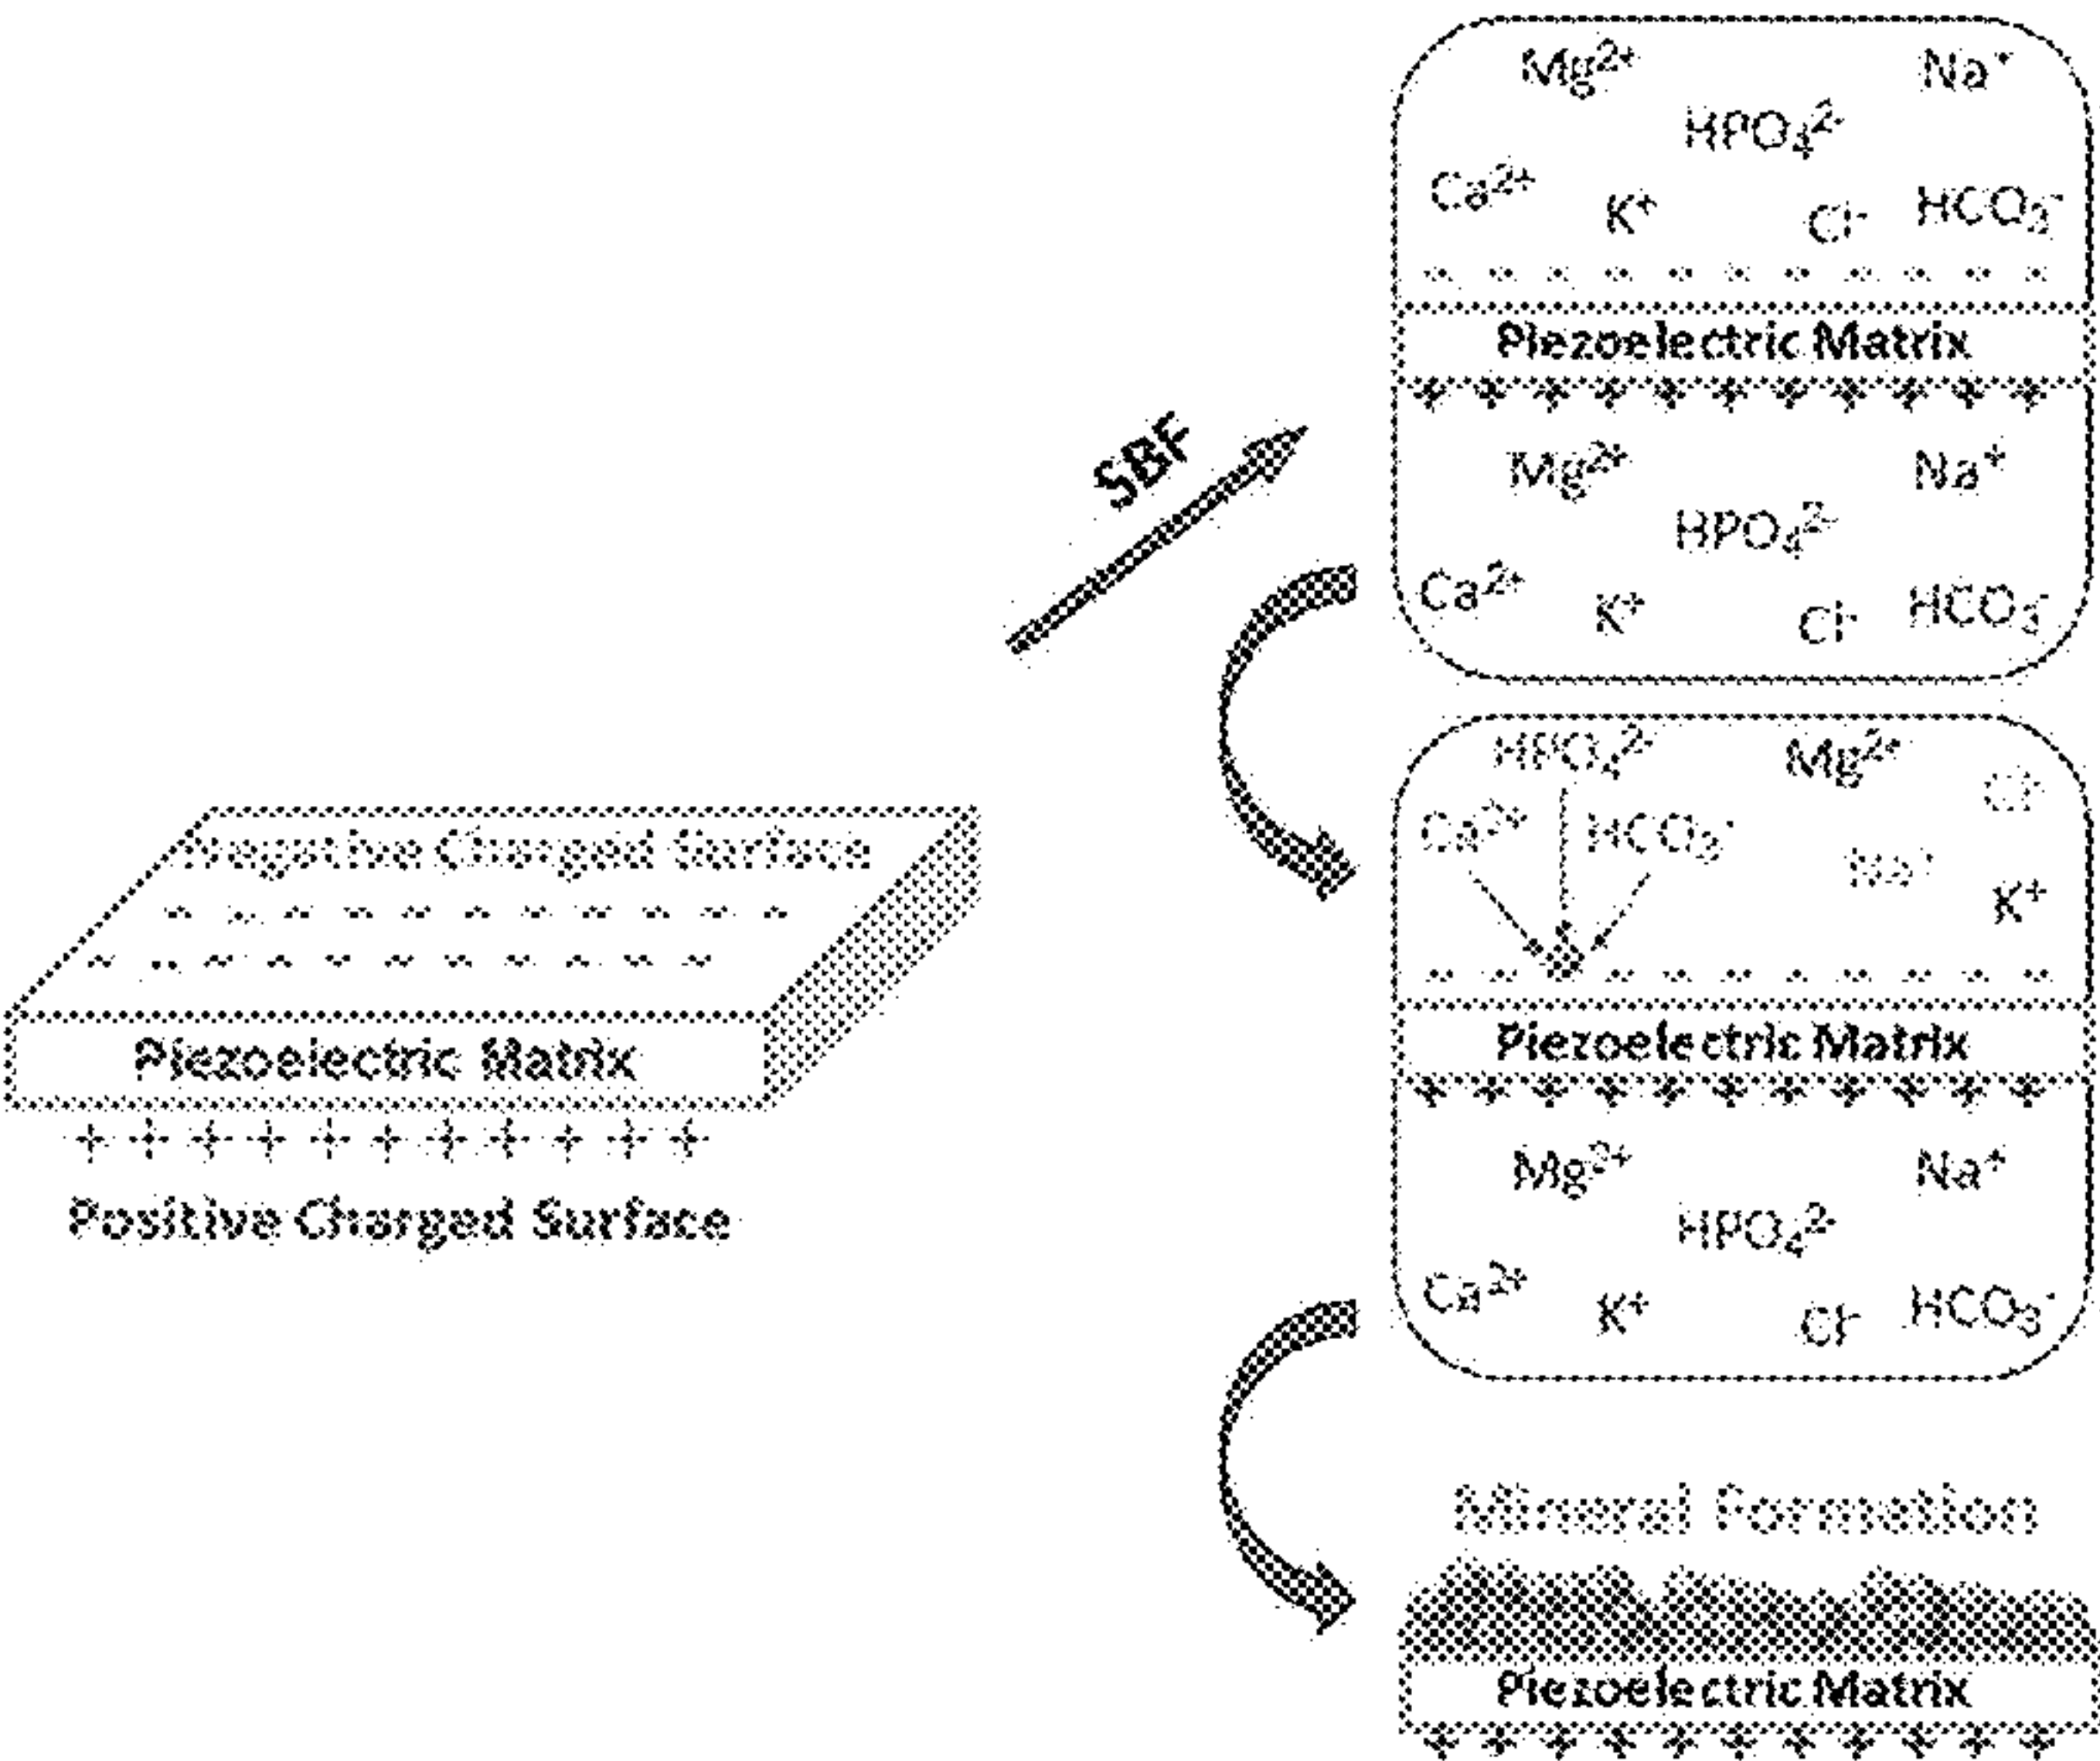 Negative Charged Surface
- - - - - - - - - - -
- - - - - - - - - - -
Piezoelectric Matrix
+ + + + + + + + + + +
Positive Charged Surface
SBF
Mg²⁺ Na⁺
HPO₄²⁻
Ca²⁺ K⁺ Cl⁻ HCO₃⁻
- - - - - - - - - - -
Piezoelectric Matrix
+ + + + + + + + + + +
Mg²⁺ Na⁺
HPO₄²⁻
Ca²⁺ K⁺ Cl⁻ HCO₃⁻
HPO₄²⁻ Mg²⁺ Cl⁻
Ca²⁺ HCO₃⁻ Na⁺ K⁺
- - - - - - - - - -
Piezoelectric Matrix
+ + + + + + + + + + +
Mg²⁺ Na⁺
HPO₄²⁻
Ca²⁺ K⁺ Cl⁻ HCO₃⁻
Mineral Formation
Piezoelectric Matrix
+ + + + + + + + + + +